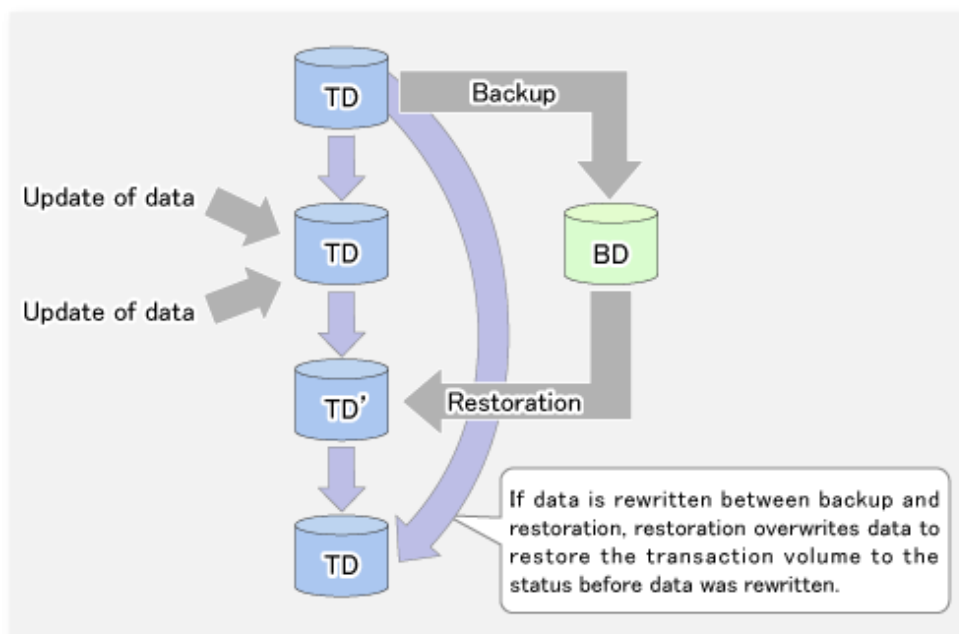 TD
Backup
Update of data
TD
BD
Update of data
TD’
Restoration
If data is rewritten between backup and
restoration, restoration overwrites data to
restore the transaction volume to the
status before data was rewritten.
TD